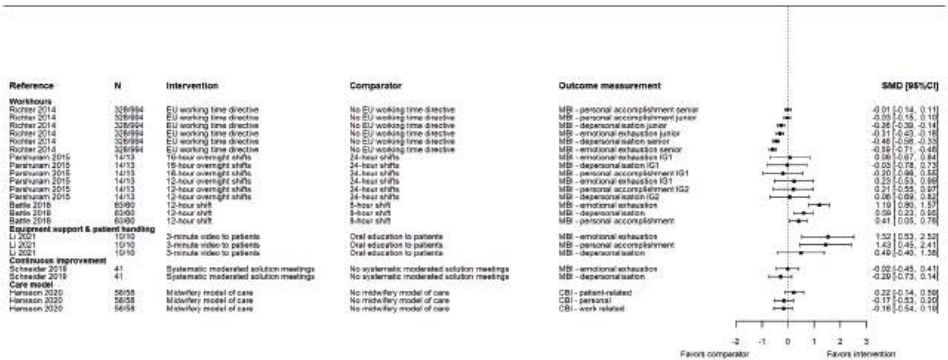 Reference N Intervention Comparator Outcome measurement SMD [95%CI]
Workhours
Richter 2014 328/994 EU working time directive No EU working time directive MBI - personal accomplishment senior -0.01 [-0.14, 0.11]
Richter 2014 328/994 EU working time directive No EU working time directive MBI - personal accomplishment junior -0.03 [-0.15, 0.10]
Richter 2014 328/994 EU working time directive No EU working time directive MBI - depersonalisation junior -0.26 [-0.39, -0.14]
Richter 2014 328/994 EU working time directive No EU working time directive MBI - emotional exhaustion junior -0.31 [-0.43, -0.18]
Richter 2014 328/994 EU working time directive No EU working time directive MBI - depersonalisation senior -0.46 [-0.58, -0.33]
Richter 2014 328/994 EU working time directive No EU working time directive MBI - emotional exhaustion senior -0.59 [-0.71, -0.46]
Parshuram 2015 14/13 16-hour overnight shifts 24-hour shifts MBI - emotional exhaustion IG1 0.08 [-0.67, 0.84]
Parshuram 2015 14/13 16-hour overnight shifts 24-hour shifts MBI - depersonalisation IG1 -0.03 [-0.78, 0.73]
Parshuram 2015 14/13 16-hour overnight shifts 24-hour shifts MBI - personal accomplishment IG1 -0.20 [-0.96, 0.55]
Parshuram 2015 14/13 12-hour overnight shifts 24-hour shifts MBI - emotional exhaustion IG1 0.23 [-0.53, 0.99]
Parshuram 2015 14/13 12-hour overnight shifts 24-hour shifts MBI - personal accomplishment IG2 0.21 [-0.55, 0.97]
Parshuram 2015 14/13 12-hour overnight shifts 24-hour shifts MBI - depersonalisation IG2 0.06 [-0.69, 0.82]
Battle 2018 63/60 12-hour shift 8-hour shift MBI - emotional exhaustion 1.19 [0.80, 1.57]
Battle 2018 63/60 12-hour shift 8-hour shift MBI - depersonalisation 0.59 [0.23, 0.95]
Battle 2018 63/60 12-hour shift 8-hour shift MBI - personal accomplishment 0.41 [0.05, 0.76]
Equipment support & patient handling
Li 2021 10/10 3-minute video to patients Oral education to patients MBI - emotional exhaustion 1.52 [0.53, 2.52]
Li 2021 10/10 3-minute video to patients Oral education to patients MBI - personal accomplishment 1.43 [0.45, 2.41]
Li 2021 10/10 3-minute video to patients Oral education to patients MBI - depersonalisation 0.49 [-0.40, 1.38]
Continuous improvement
Schneider 2019 41 Systematic moderated solution meetings No systematic moderated solution meetings MBI - emotional exhaustion -0.02 [-0.45, 0.41]
Schneider 2019 41 Systematic moderated solution meetings No systematic moderated solution meetings MBI - depersonalisation -0.29 [-0.73, 0.14]
Care model
Hansson 2020 58/58 Midwifery model of care No midwifery model of care CBI - patient-related 0.22 [-0.14, 0.59]
Hansson 2020 58/58 Midwifery model of care No midwifery model of care CBI - personal -0.17 [-0.53, 0.20]
Hansson 2020 58/58 Midwifery model of care No midwifery model of care CBI - work related -0.18 [-0.54, 0.19]
-2 -1 0 1 2 3
Favors comparator Favors intervention